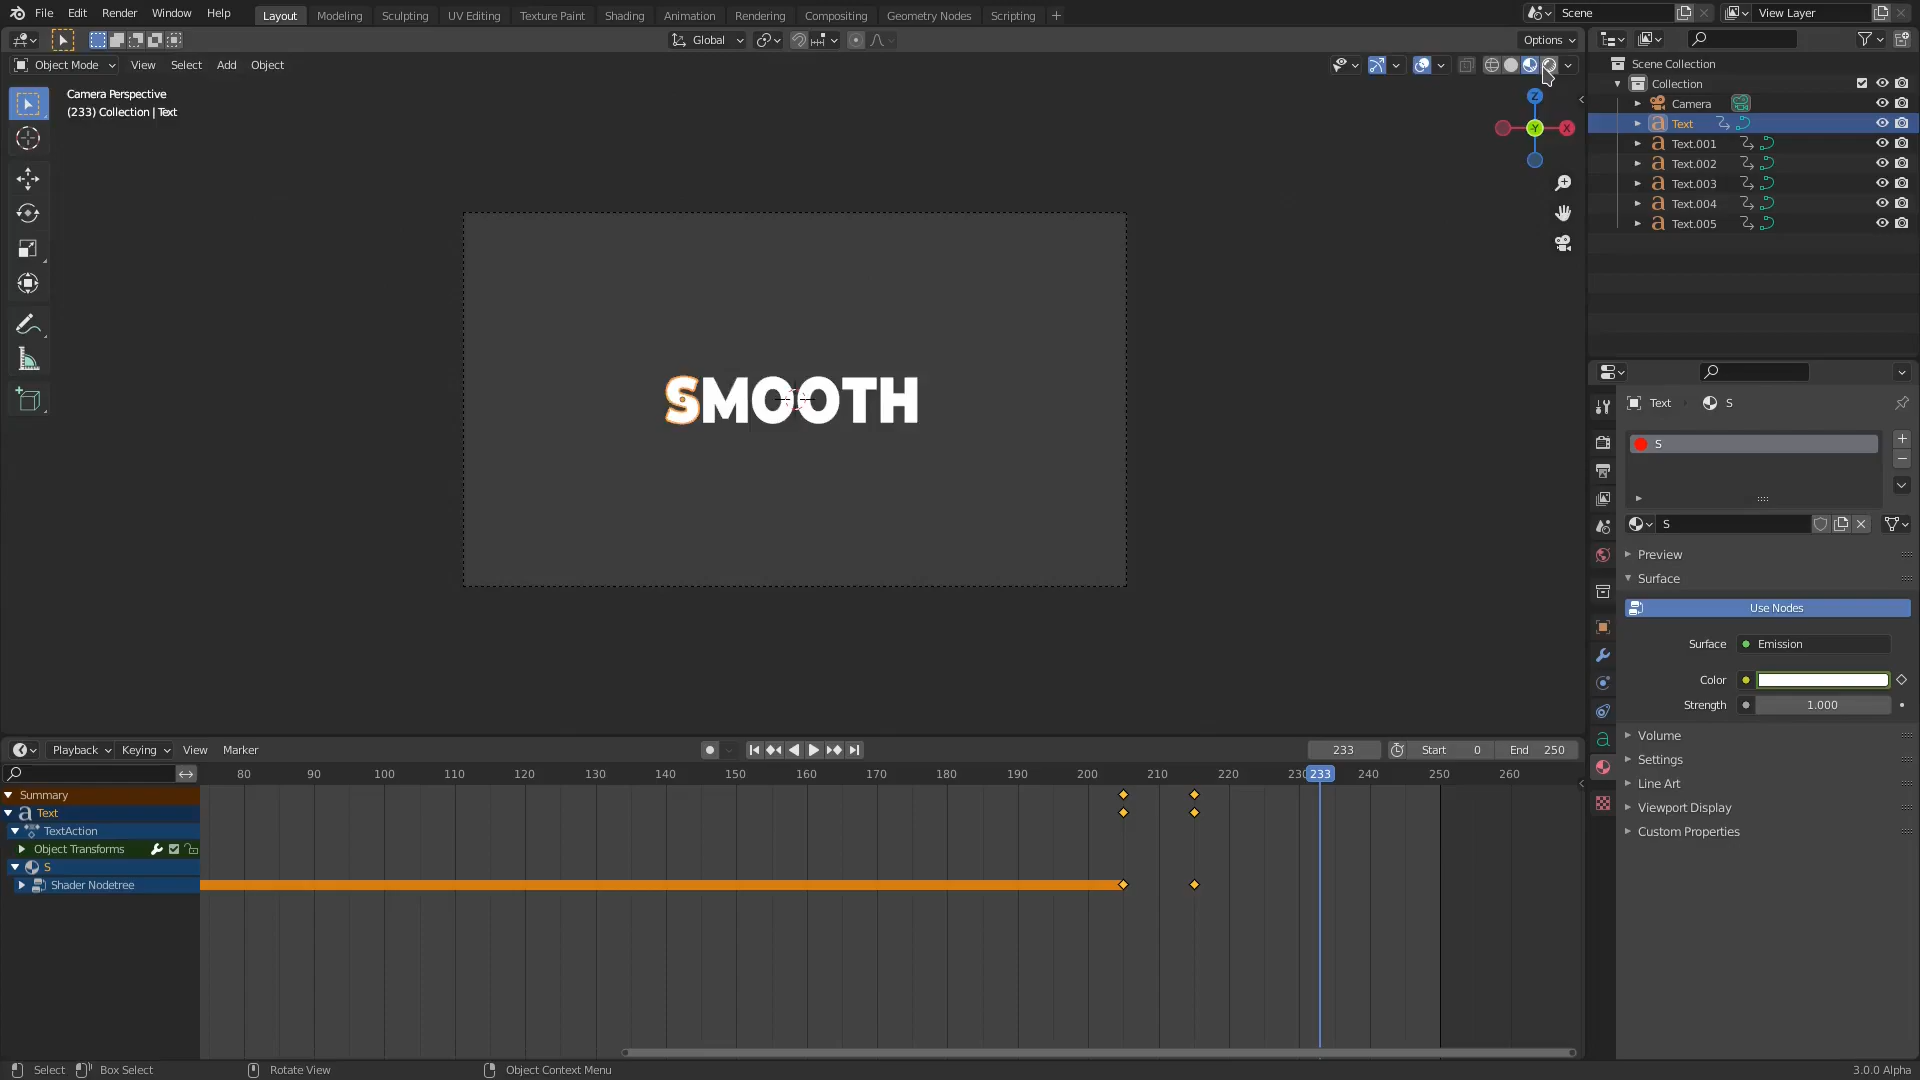 File Edit Render Window Help Layout Modeling Sculpting UV Editing Texture Paint Shading Animation Rendering Compositing Geometry Nodes Scripting + Scene View Layer
Global Options
Object Mode View Select Add Object
Camera Perspective
(233) Collection | Text
Z
Y X
SMOOTH
Scene Collection
Collection
Camera
Text
Text.001
Text.002
Text.003
Text.004
Text.005
Text S
S
S
Preview
Surface
Use Nodes
Surface Emission
Color
Strength 1.000
Volume
Settings
Line Art
Viewport Display
Custom Properties
Playback Keying View Marker 233 Start 0 End 250
80 90 100 110 120 130 140 150 160 170 180 190 200 210 220 230 233 240 250 260
Summary
Text
TextAction
Object Transforms
S
Shader Nodetree
Select Box Select Rotate View Object Context Menu 3.0.0 Alpha